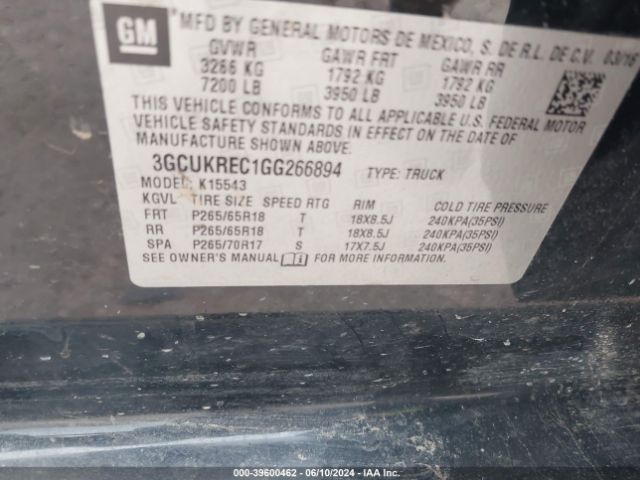 GM
MFD BY GENERAL MOTORS DE MEXICO, S. DE R.L. DE C.V. 03/16
GVWR GAWR FRT GAWR RR
3266 KG 1792 KG 1792 KG
7200 LB 3950 LB 3950 LB
THIS VEHICLE CONFORMS TO ALL APPLICABLE U.S. FEDERAL MOTOR
VEHICLE SAFETY STANDARDS IN EFFECT ON THE DATE OF
MANUFACTURE SHOWN ABOVE.
3GCUKREC1GG266894 TYPE: TRUCK
MODEL: K15543
KGVL TIRE SIZE SPEED RTG RIM COLD TIRE PRESSURE
FRT P265/65R18 T 18X8.5J 240KPA(35PSI)
RR P265/65R18 T 18X8.5J 240KPA(35PSI)
SPA P265/70R17 S 17X7.5J 240KPA(35PSI)
SEE OWNER'S MANUAL FOR MORE INFORMATION.
000-39600462 - 06/10/2024 - IAA Inc.